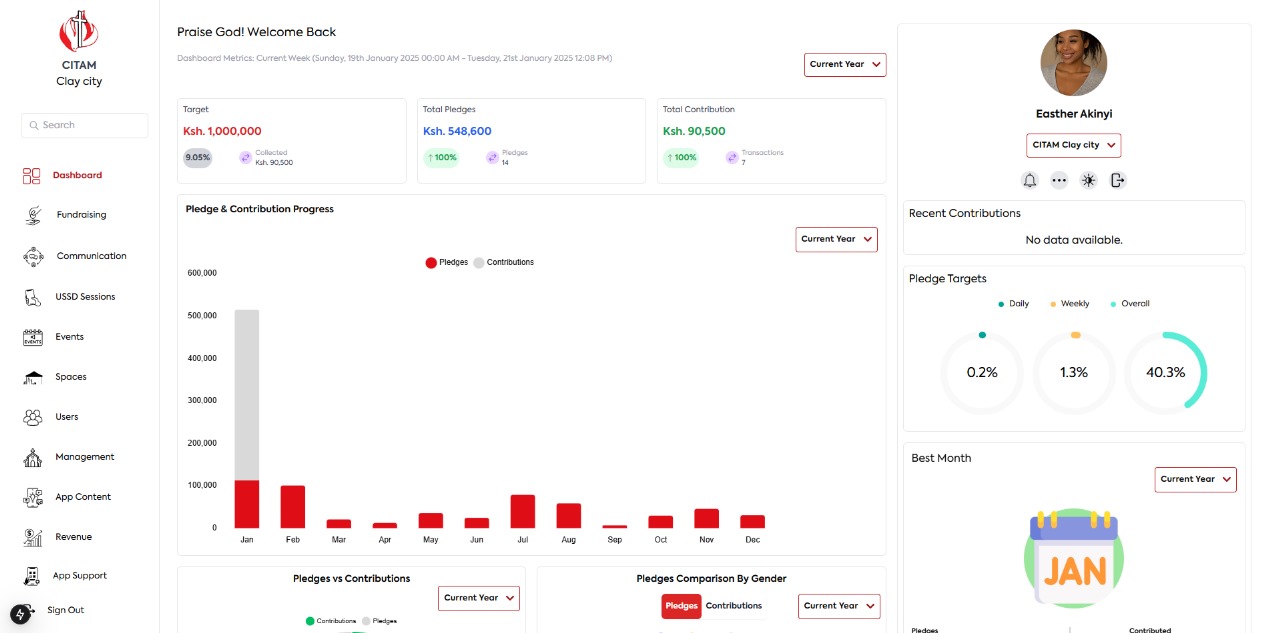 CITAM
Clay city
Search
Dashboard
Fundraising
Communication
USSD Sessions
EVENTS
Events
Spaces
Users
Management
App Content
Revenue
App Support
Sign Out
Praise God! Welcome Back
Dashboard Metrics: Current Week (Sunday, 19th January 2025 00:00 AM - Tuesday, 21st January 2025 12:08 PM)
Current Year
Target
Ksh. 1,000,000
9.05%
Collected
Ksh. 90,500
Total Pledges
Ksh. 548,600
↑ 100%
Pledges
14
Total Contribution
Ksh. 90,500
↑ 100%
Transactions
7
Pledge & Contribution Progress
Current Year
Pledges Contributions
600,000
500,000
400,000
300,000
200,000
100,000
0
Jan Feb Mar Apr May Jun Jul Aug Sep Oct Nov Dec
Pledges vs Contributions
Current Year
Contributions Pledges
Pledges Comparison By Gender
Pledges Contributions
Current Year
Easther Akinyi
CITAM Clay city
Recent Contributions
No data available.
Pledge Targets
Daily Weekly Overall
0.2% 1.3% 40.3%
Best Month
Current Year
JAN
Pledges Contributed